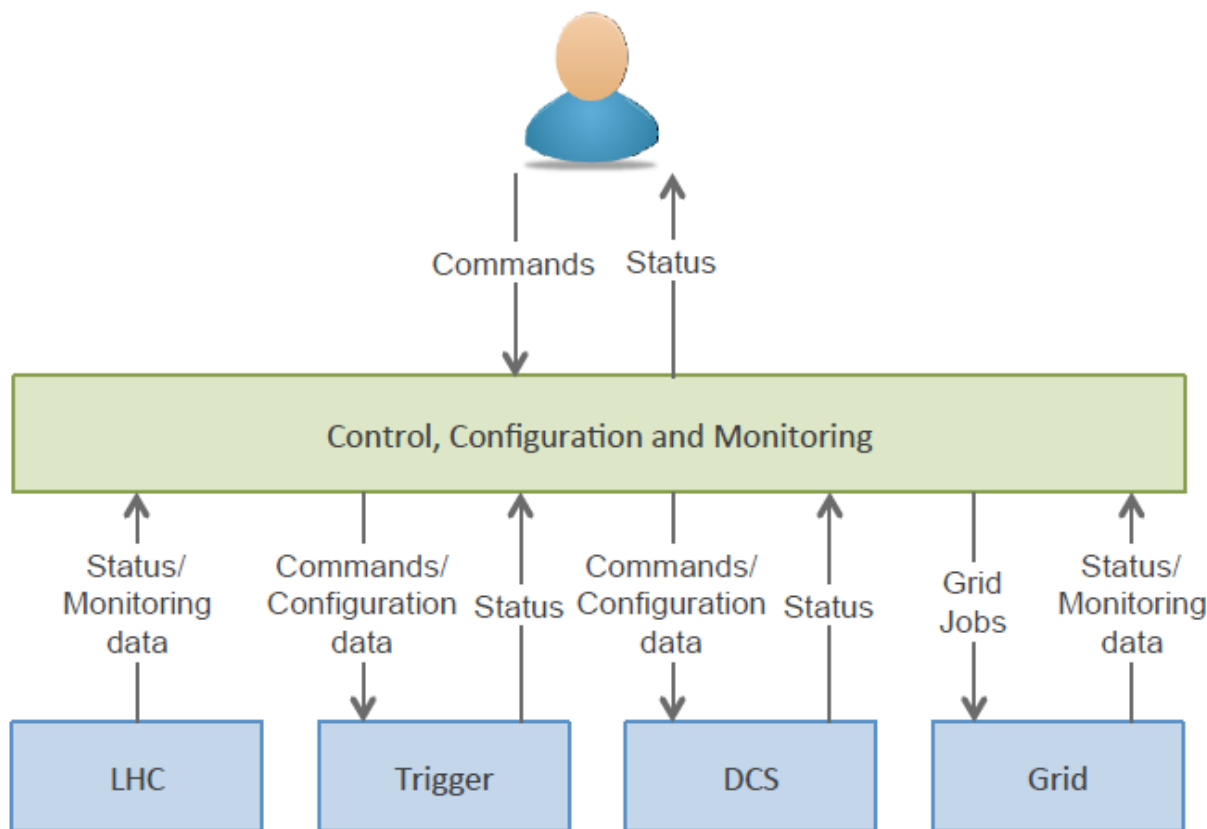 Commands
Status
Control, Configuration and Monitoring
Status/
Monitoring
data
Commands/
Configuration
data
Status
Commands/
Configuration
data
Status
Grid
Jobs
Status/
Monitoring
data
LHC
Trigger
DCS
Grid